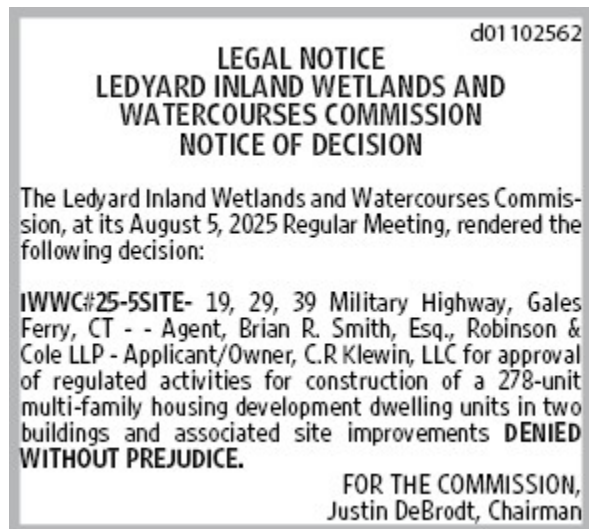 d01102562
LEGAL NOTICE
LEDYARD INLAND WETLANDS AND
WATERCOURSES COMMISSION
NOTICE OF DECISION
The Ledyard Inland Wetlands and Watercourses Commis-
sion, at its August 5, 2025 Regular Meeting, rendered the
following decision:
IWWC#25-5SITE- 19, 29, 39 Military Highway, Gales
Ferry, CT - - Agent, Brian R. Smith, Esq., Robinson &
Cole LLP - Applicant/Owner, C.R Klewin, LLC for approval
of regulated activities for construction of a 278-unit
multi-family housing development dwelling units in two
buildings and associated site improvements DENIED
WITHOUT PREJUDICE.
FOR THE COMMISSION,
Justin DeBrodt, Chairman